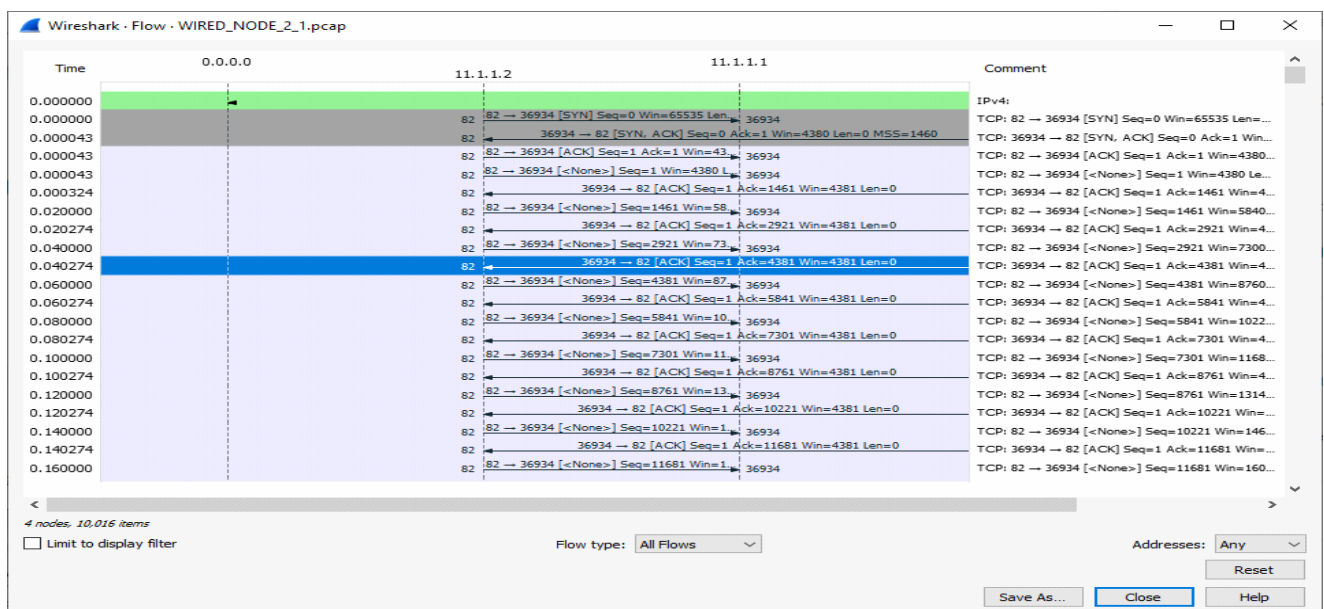 Wireshark · Flow · WIRED_NODE_2_1.pcap
Time 0.0.0.0 11.1.1.2 11.1.1.1 Comment
0.000000 IPv4:
0.000000 82 82 → 36934 [SYN] Seq=0 Win=65535 Len... 36934 TCP: 82 → 36934 [SYN] Seq=0 Win=65535 Len=...
0.000043 82 36934 → 82 [SYN, ACK] Seq=0 Ack=1 Win=4380 Len=0 MSS=1460 TCP: 36934 → 82 [SYN, ACK] Seq=0 Ack=1 Win...
0.000043 82 82 → 36934 [ACK] Seq=1 Ack=1 Win=43... 36934 TCP: 82 → 36934 [ACK] Seq=1 Ack=1 Win=4380...
0.000043 82 82 → 36934 [<None>] Seq=1 Win=4380 L... 36934 TCP: 82 → 36934 [<None>] Seq=1 Win=4380 Le...
0.000324 82 36934 → 82 [ACK] Seq=1 Ack=1461 Win=4381 Len=0 TCP: 36934 → 82 [ACK] Seq=1 Ack=1461 Win=4...
0.020000 82 82 → 36934 [<None>] Seq=1461 Win=58... 36934 TCP: 82 → 36934 [<None>] Seq=1461 Win=5840...
0.020274 82 36934 → 82 [ACK] Seq=1 Ack=2921 Win=4381 Len=0 TCP: 36934 → 82 [ACK] Seq=1 Ack=2921 Win=4...
0.040000 82 82 → 36934 [<None>] Seq=2921 Win=73... 36934 TCP: 82 → 36934 [<None>] Seq=2921 Win=7300...
0.040274 82 36934 → 82 [ACK] Seq=1 Ack=4381 Win=4381 Len=0 TCP: 36934 → 82 [ACK] Seq=1 Ack=4381 Win=4...
0.060000 82 82 → 36934 [<None>] Seq=4381 Win=87... 36934 TCP: 82 → 36934 [<None>] Seq=4381 Win=8760...
0.060274 82 36934 → 82 [ACK] Seq=1 Ack=5841 Win=4381 Len=0 TCP: 36934 → 82 [ACK] Seq=1 Ack=5841 Win=4...
0.080000 82 82 → 36934 [<None>] Seq=5841 Win=10... 36934 TCP: 82 → 36934 [<None>] Seq=5841 Win=1022...
0.080274 82 36934 → 82 [ACK] Seq=1 Ack=7301 Win=4381 Len=0 TCP: 36934 → 82 [ACK] Seq=1 Ack=7301 Win=4...
0.100000 82 82 → 36934 [<None>] Seq=7301 Win=11... 36934 TCP: 82 → 36934 [<None>] Seq=7301 Win=1168...
0.100274 82 36934 → 82 [ACK] Seq=1 Ack=8761 Win=4381 Len=0 TCP: 36934 → 82 [ACK] Seq=1 Ack=8761 Win=4...
0.120000 82 82 → 36934 [<None>] Seq=8761 Win=13... 36934 TCP: 82 → 36934 [<None>] Seq=8761 Win=1314...
0.120274 82 36934 → 82 [ACK] Seq=1 Ack=10221 Win=4381 Len=0 TCP: 36934 → 82 [ACK] Seq=1 Ack=10221 Win=...
0.140000 82 82 → 36934 [<None>] Seq=10221 Win=1... 36934 TCP: 82 → 36934 [<None>] Seq=10221 Win=146...
0.140274 82 36934 → 82 [ACK] Seq=1 Ack=11681 Win=4381 Len=0 TCP: 36934 → 82 [ACK] Seq=1 Ack=11681 Win=...
0.160000 82 82 → 36934 [<None>] Seq=11681 Win=1... 36934 TCP: 82 → 36934 [<None>] Seq=11681 Win=160...
4 nodes, 10,016 items
Limit to display filter Flow type: All Flows Addresses: Any
Reset
Save As... Close Help